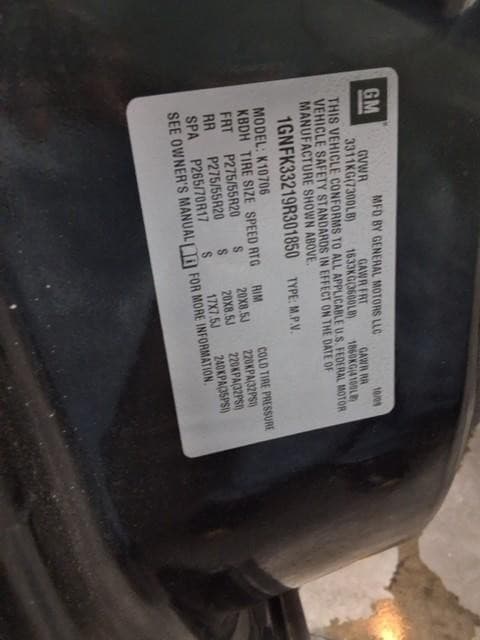 GM
MFD BY GENERAL MOTORS LLC 10/09
GVWR GAWR FRT GAWR RR
3311KG(7300LB) 1633KG(3600LB) 1860KG(4100LB)
THIS VEHICLE CONFORMS TO ALL APPLICABLE U.S. FEDERAL MOTOR
VEHICLE SAFETY STANDARDS IN EFFECT ON THE DATE OF
MANUFACTURE SHOWN ABOVE.
1GNFK33219R301850 TYPE: M.P.V.
MODEL: K10706
KBDH TIRE SIZE SPEED RTG RIM COLD TIRE PRESSURE
FRT P275/55R20 S 20X8.5J 220KPA(32PSI)
RR P275/55R20 S 20X8.5J 220KPA(32PSI)
SPA P265/70R17 S 17X7.5J 240KPA(35PSI)
SEE OWNER'S MANUAL FOR MORE INFORMATION.